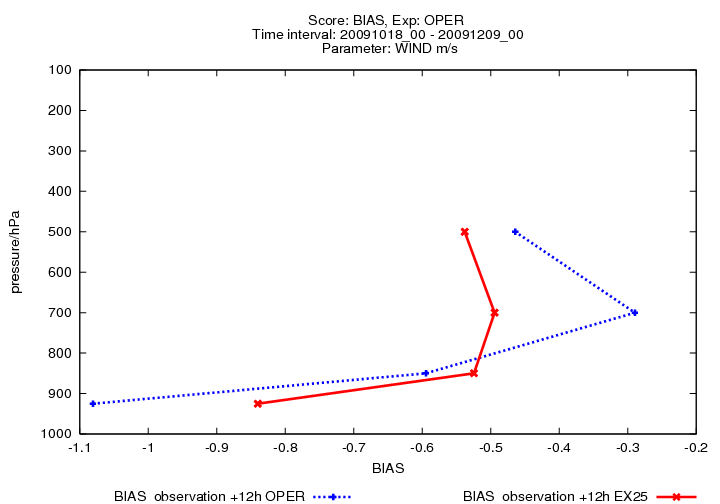 Score: BIAS, Exp: OPER
Time interval: 20091018_00 - 20091209_00
Parameter: WIND m/s
100
200
300
400
500
600
700
800
900
1000
pressure/hPa
-1.1 -1 -0.9 -0.8 -0.7 -0.6 -0.5 -0.4 -0.3 -0.2
BIAS
BIAS observation +12h OPER
BIAS observation +12h EX25